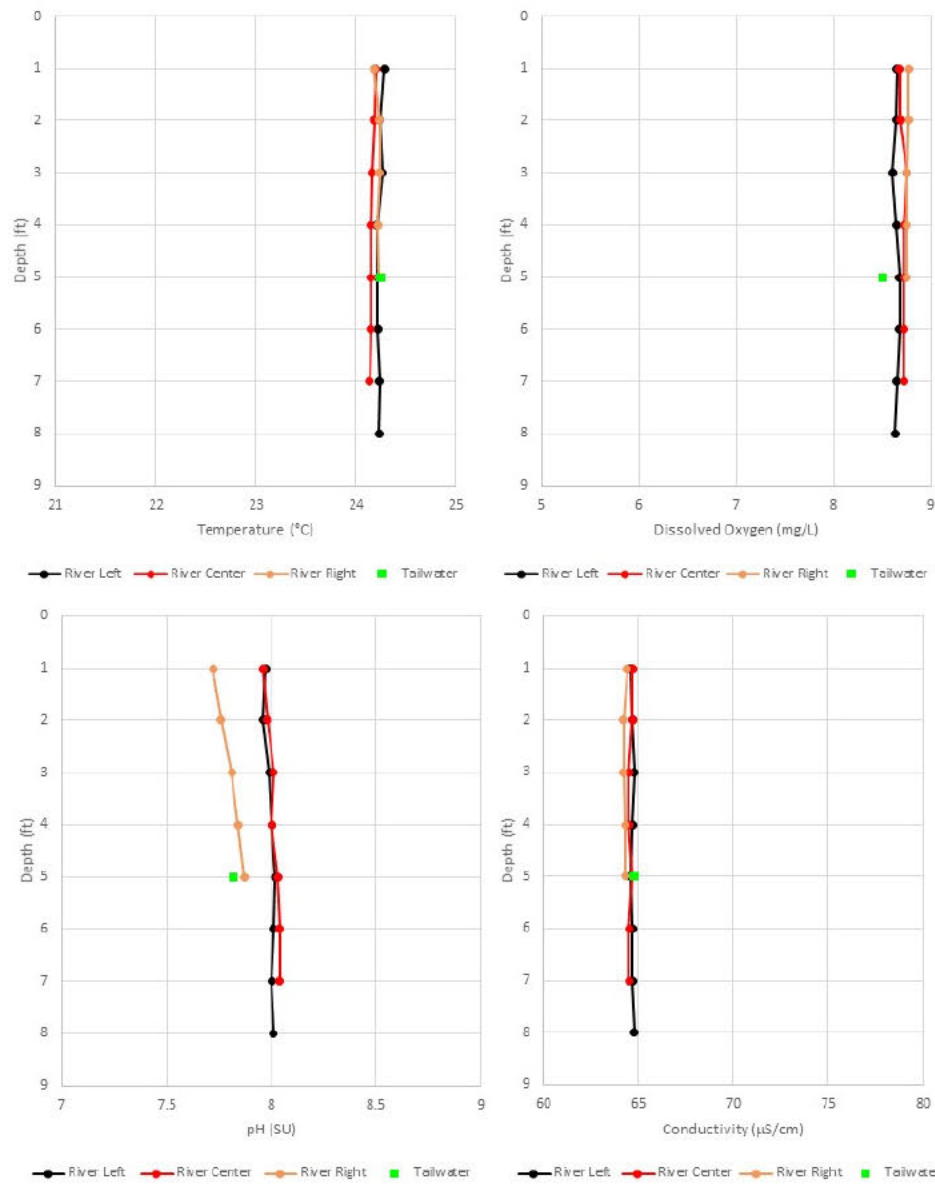 0
1
2
3
4
5
6
7
8
9
Depth (ft)
21 22 23 24 25
Temperature (°C)
River Left River Center River Right Tailwater
0
1
2
3
4
5
6
7
8
9
Depth (ft)
5 6 7 8 9
Dissolved Oxygen (mg/L)
River Left River Center River Right Tailwater
0
1
2
3
4
5
6
7
8
9
Depth (ft)
7 7.5 8 8.5 9
pH (SU)
River Left River Center River Right Tailwater
0
1
2
3
4
5
6
7
8
9
Depth (ft)
60 65 70 75 80
Conductivity (µS/cm)
River Left River Center River Right Tailwater